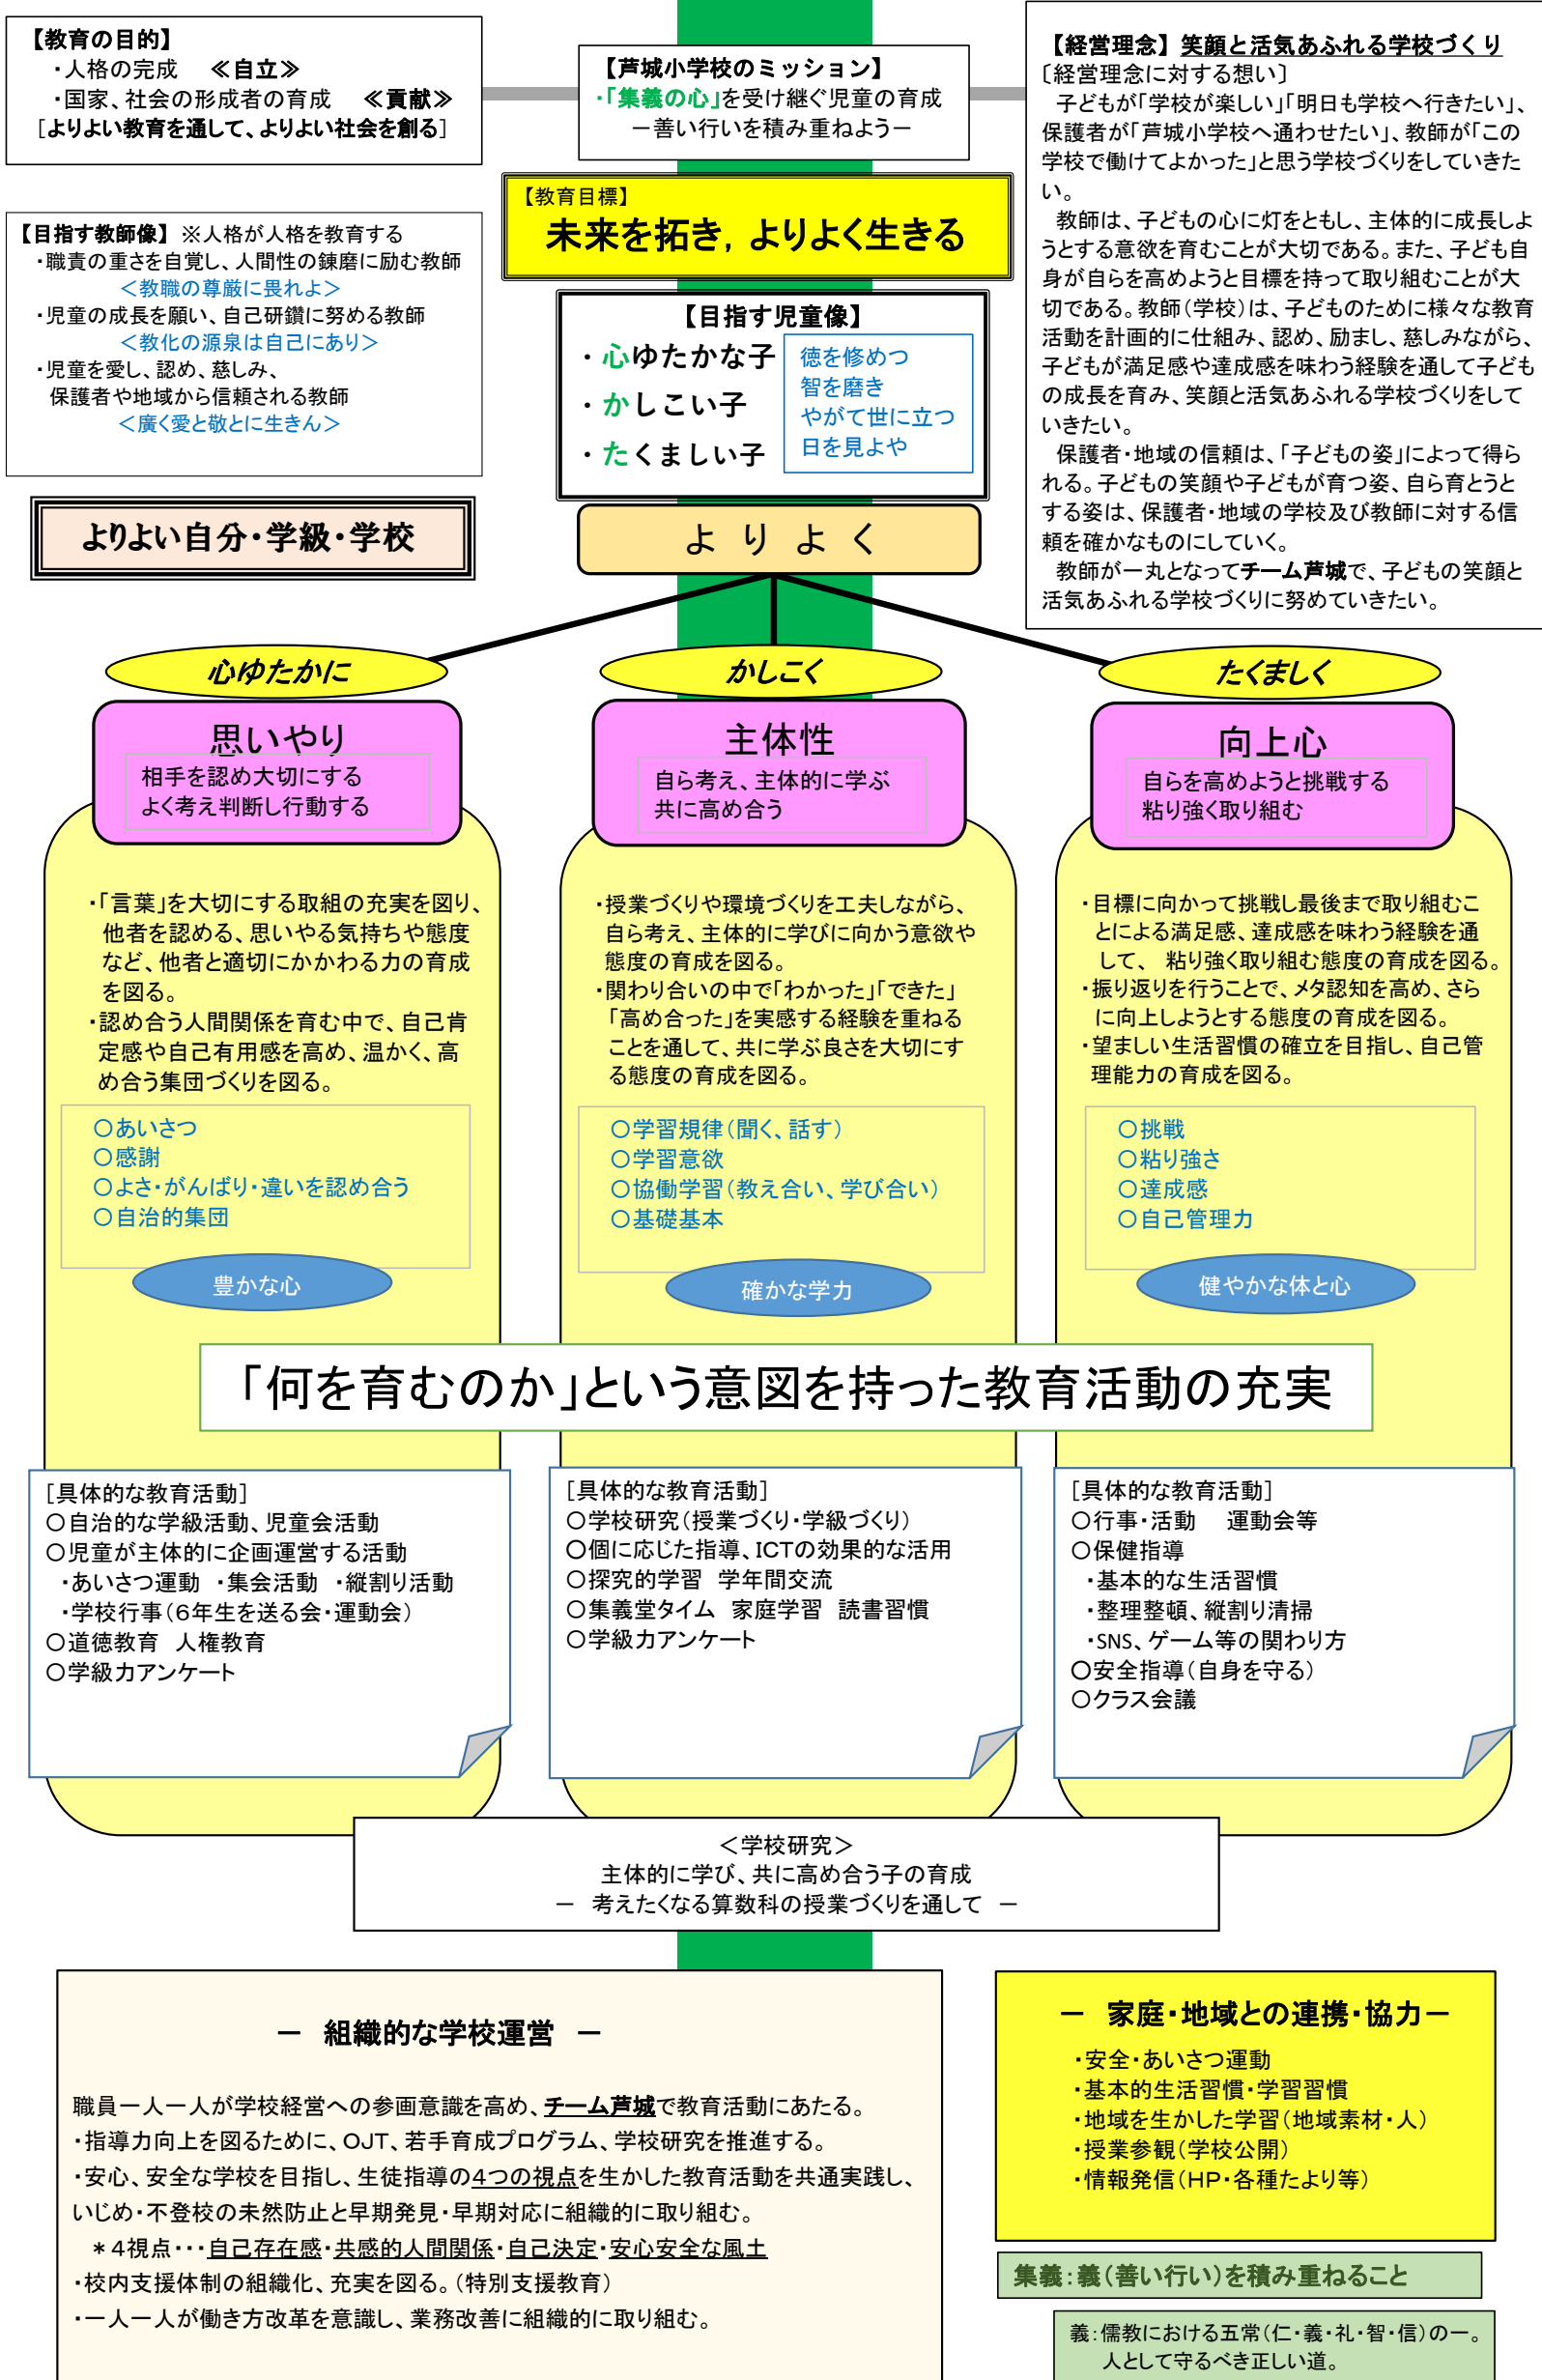 【教育の目的】
・人格の完成　≪自立≫
・国家、社会の形成者の育成　≪貢献≫
［よりよい教育を通して、よりよい社会を創る］
【芦城小学校のミッション】
・「集義の心」を受け継ぐ児童の育成
－善い行いを積み重ねよう－
【経営理念】笑顔と活気あふれる学校づくり
〔経営理念に対する想い〕
子どもが「学校が楽しい」「明日も学校へ行きたい」、
保護者が「芦城小学校へ通わせたい」、教師が「この
学校で働けてよかった」と思う学校づくりをしていきた
い。
教師は、子どもの心に灯をともし、主体的に成長しよ
うとする意欲を育むことが大切である。また、子ども自
身が自らを高めようと目標を持って取り組むことが大
切である。教師（学校）は、子どものために様々な教育
活動を計画的に仕組み、認め、励まし、慈しみながら、
子どもが満足感や達成感を味わう経験を通して子ども
の成長を育み、笑顔と活気あふれる学校づくりをして
いきたい。
保護者・地域の信頼は、「子どもの姿」によって得ら
れる。子どもの笑顔や子どもが育つ姿、自ら育とうと
する姿は、保護者・地域の学校及び教師に対する信
頼を確かなものにしていく。
教師が一丸となってチーム芦城で、子どもの笑顔と
活気あふれる学校づくりに努めていきたい。
【教育目標】
未来を拓き，よりよく生きる
【目指す教師像】※人格が人格を教育する
・職責の重さを自覚し、人間性の錬磨に励む教師
＜教職の尊厳に畏れよ＞
・児童の成長を願い、自己研鑽に努める教師
＜教化の源泉は自己にあり＞
・児童を愛し、認め、慈しみ、
保護者や地域から信頼される教師
＜廣く愛と敬とに生きん＞
【目指す児童像】
・心ゆたかな子
・かしこい子
・たくましい子
徳を修めつ
智を磨き
やがて世に立つ
日を見よや
よりよい自分・学級・学校
よりよく
心ゆたかに
思いやり
相手を認め大切にする
よく考え判断し行動する
・「言葉」を大切にする取組の充実を図り、
他者を認める、思いやる気持ちや態度
など、他者と適切にかかわる力の育成
を図る。
・認め合う人間関係を育む中で、自己肯
定感や自己有用感を高め、温かく、高
め合う集団づくりを図る。
〇あいさつ
〇感謝
〇よさ・がんばり・違いを認め合う
〇自治的集団
豊かな心
かしこく
主体性
自ら考え、主体的に学ぶ
共に高め合う
・授業づくりや環境づくりを工夫しながら、
自ら考え、主体的に学びに向かう意欲や
態度の育成を図る。
・関わり合いの中で「わかった」「できた」
「高め合った」を実感する経験を重ねる
ことを通して、共に学ぶ良さを大切にす
る態度の育成を図る。
〇学習規律（聞く、話す）
〇学習意欲
〇協働学習（教え合い、学び合い）
〇基礎基本
確かな学力
たくましく
向上心
自らを高めようと挑戦する
粘り強く取り組む
・目標に向かって挑戦し最後まで取り組むこ
とによる満足感、達成感を味わう経験を通
して、 粘り強く取り組む態度の育成を図る。
・振り返りを行うことで、メタ認知を高め、さら
に向上しようとする態度の育成を図る。
・望ましい生活習慣の確立を目指し、自己管
理能力の育成を図る。
〇挑戦
〇粘り強さ
〇達成感
〇自己管理力
健やかな体と心
「何を育むのか」という意図を持った教育活動の充実
［具体的な教育活動］
〇自治的な学級活動、児童会活動
〇児童が主体的に企画運営する活動
・あいさつ運動 ・集会活動 ・縦割り活動
・学校行事（６年生を送る会・運動会）
〇道徳教育 人権教育
〇学級力アンケート
［具体的な教育活動］
〇学校研究（授業づくり・学級づくり）
〇個に応じた指導、ICTの効果的な活用
〇探究的学習 学年間交流
〇集義堂タイム 家庭学習 読書習慣
〇学級力アンケート
［具体的な教育活動］
〇行事・活動　運動会等
〇保健指導
・基本的な生活習慣
・整理整頓、縦割り清掃
・SNS、ゲーム等の関わり方
〇安全指導（自身を守る）
〇クラス会議
＜学校研究＞
主体的に学び、共に高め合う子の育成
－ 考えたくなる算数科の授業づくりを通して －
－ 組織的な学校運営 －
職員一人一人が学校経営への参画意識を高め、チーム芦城で教育活動にあたる。
・指導力向上を図るために、OJT、若手育成プログラム、学校研究を推進する。
・安心、安全な学校を目指し、生徒指導の４つの視点を生かした教育活動を共通実践し、
いじめ・不登校の未然防止と早期発見・早期対応に組織的に取り組む。
＊４視点・・・自己存在感・共感的人間関係・自己決定・安心安全な風土
・校内支援体制の組織化、充実を図る。（特別支援教育）
・一人一人が働き方改革を意識し、業務改善に組織的に取り組む。
－ 家庭・地域との連携・協力－
・安全・あいさつ運動
・基本的生活習慣・学習習慣
・地域を生かした学習（地域素材・人）
・授業参観（学校公開）
・情報発信（HP・各種たより等）
集義：義（善い行い）を積み重ねること
義：儒教における五常（仁・義・礼・智・信）の一。
人として守るべき正しい道。